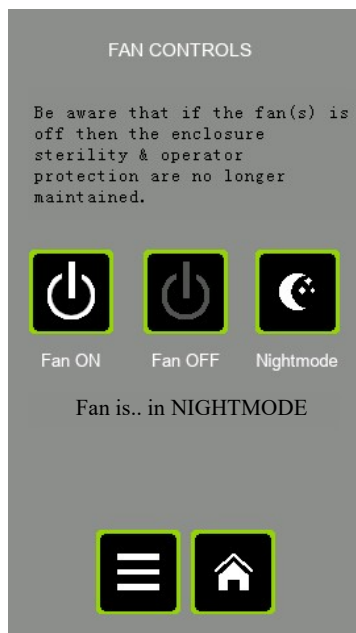 FAN CONTROLS
Be aware that if the fan(s) is
off then the enclosure
sterility & operator
protection are no longer
maintained.
Fan ON Fan OFF Nightmode
Fan is.. in NIGHTMODE